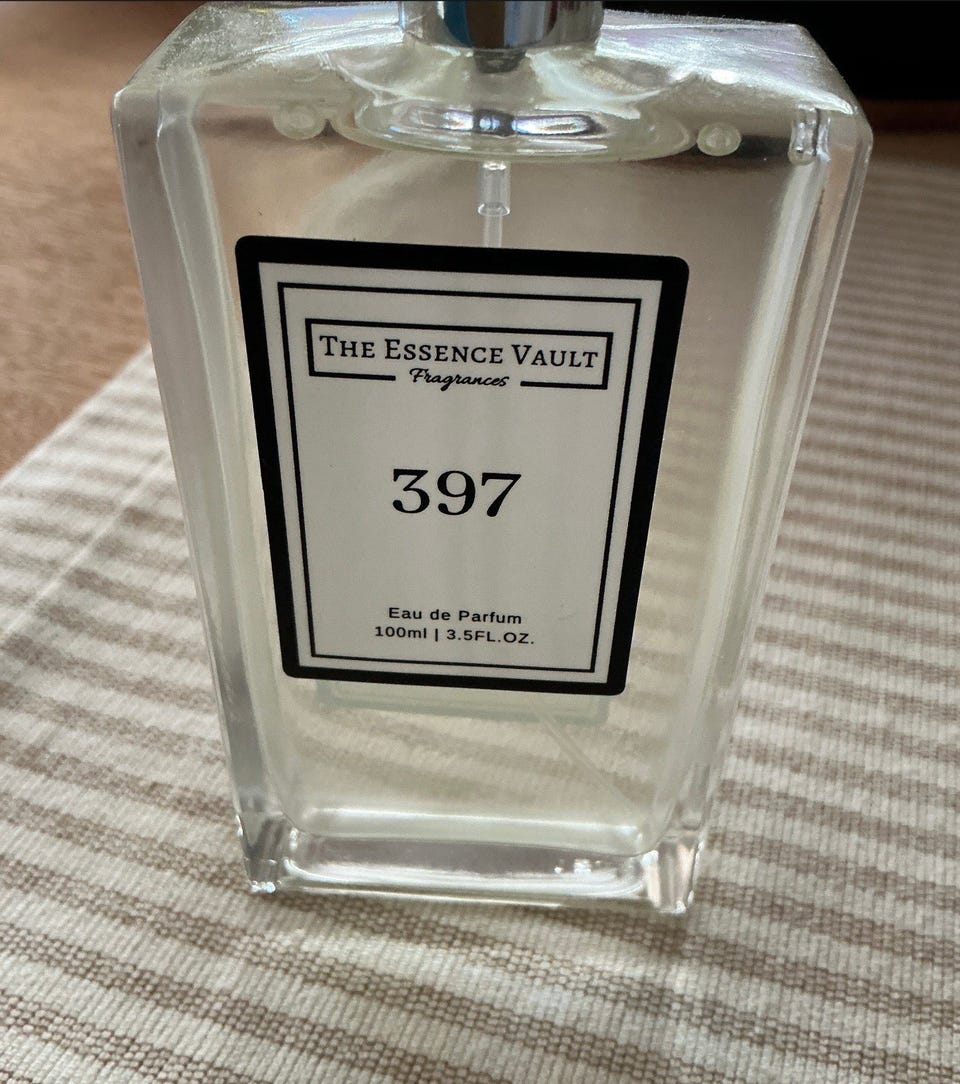 The Essence Vault
Fragrances
397
Eau de Parfum
100ml | 3.5FL.OZ.